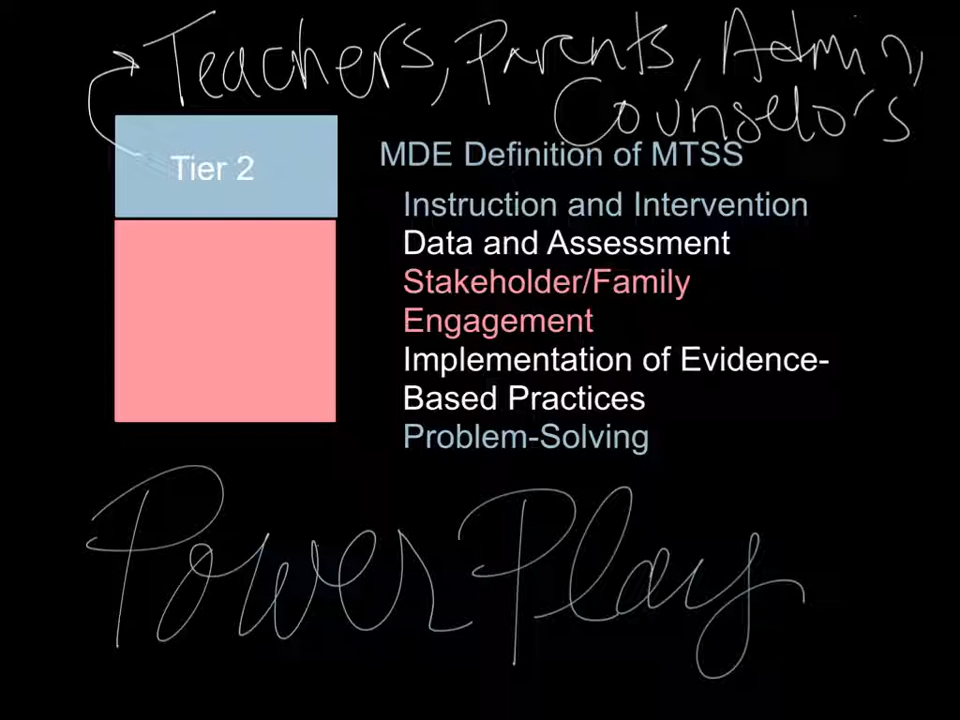 Teachers, Parents, Admin,
Counselors
Tier 2
MDE Definition of MTSS
Instruction and Intervention
Data and Assessment
Stakeholder/Family
Engagement
Implementation of Evidence-
Based Practices
Problem-Solving
Power Play